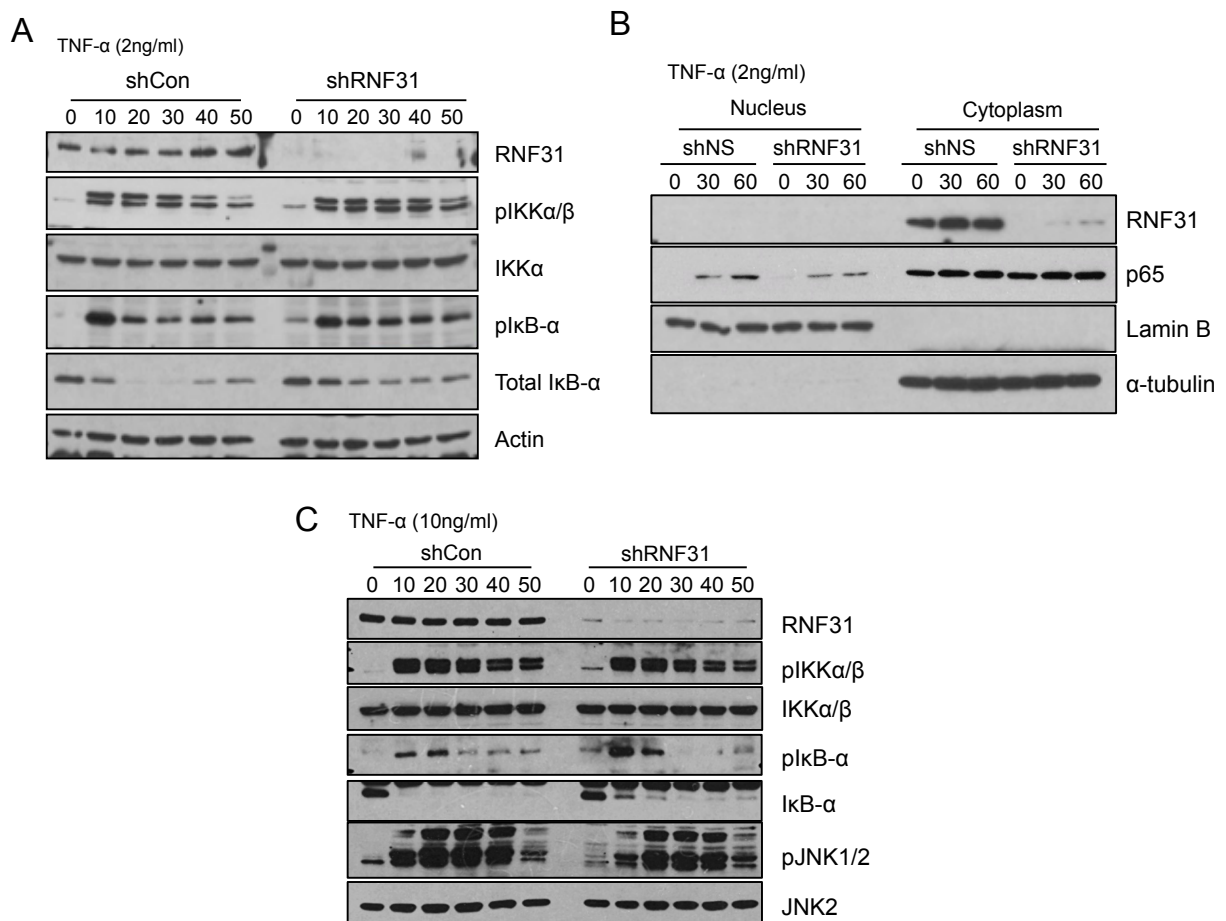 A
TNF-α (2ng/ml)
shCon shRNF31
0 10 20 30 40 50 0 10 20 30 40 50
RNF31
pIKKα/β
IKKα
pIκB-α
Total IκB-α
Actin
B
TNF-α (2ng/ml)
Nucleus Cytoplasm
shNS shRNF31 shNS shRNF31
0 30 60 0 30 60 0 30 60 0 30 60
RNF31
p65
Lamin B
α-tubulin
C
TNF-α (10ng/ml)
shCon shRNF31
0 10 20 30 40 50 0 10 20 30 40 50
RNF31
pIKKα/β
IKKα/β
pIκB-α
IκB-α
pJNK1/2
JNK2